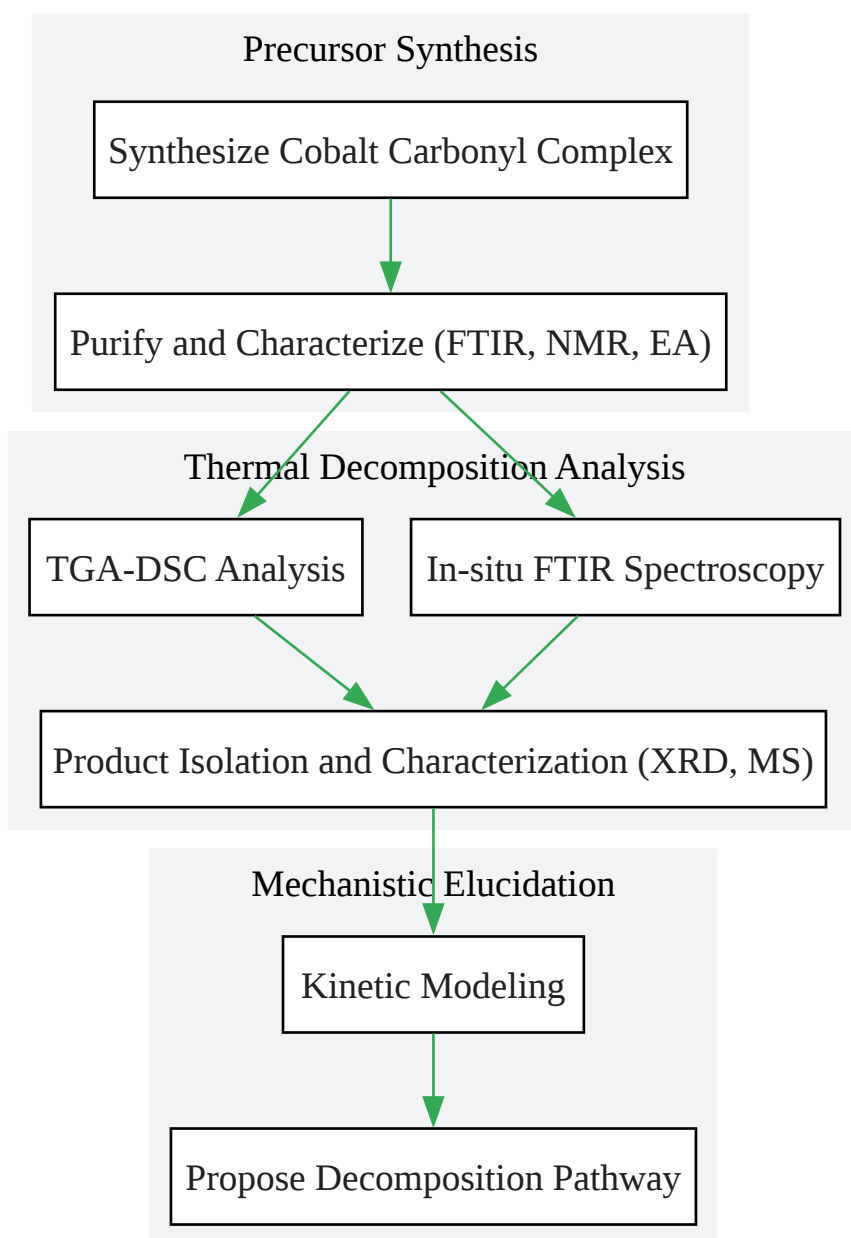 Precursor Synthesis
Synthesize Cobalt Carbonyl Complex
Purify and Characterize (FTIR, NMR, EA)
Thermal Decomposition Analysis
TGA-DSC Analysis
In-situ FTIR Spectroscopy
Product Isolation and Characterization (XRD, MS)
Mechanistic Elucidation
Kinetic Modeling
Propose Decomposition Pathway